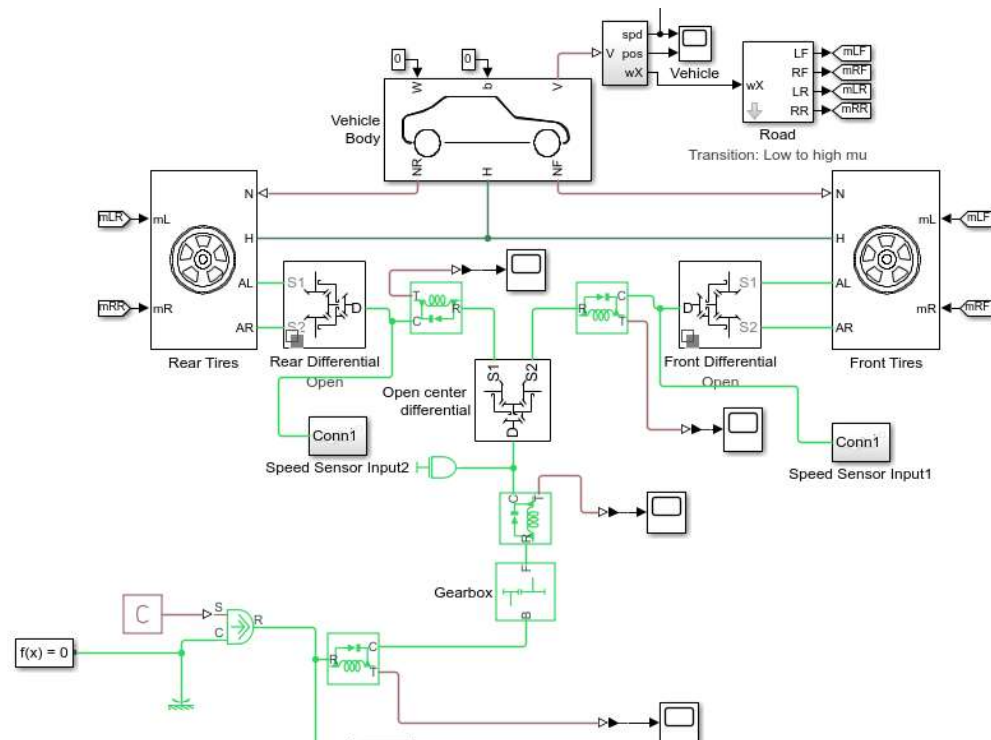 spd
V pos
wX
Vehicle
LF
RF
wX
LR
RR
mLF
mRF
mLR
mRR
Road
Transition: Low to high mu
0
0
W
b
V
Vehicle
Body
NR
H
NF
N
N
mLR
mL
mL
mLF
H
H
AL
S1
S1
AL
mRR
mR
D
T
C
R
R
C
T
D
mR
mRF
AR
S2
S2
AR
Rear Tires
Rear Differential
Front Differential
Front Tires
Open
Open
S1
S2
Open center
differential
D
Conn1
Conn1
Speed Sensor Input2
Speed Sensor Input1
C
T
R
F
Gearbox
B
C
S
C
R
f(x) = 0
R
C
T